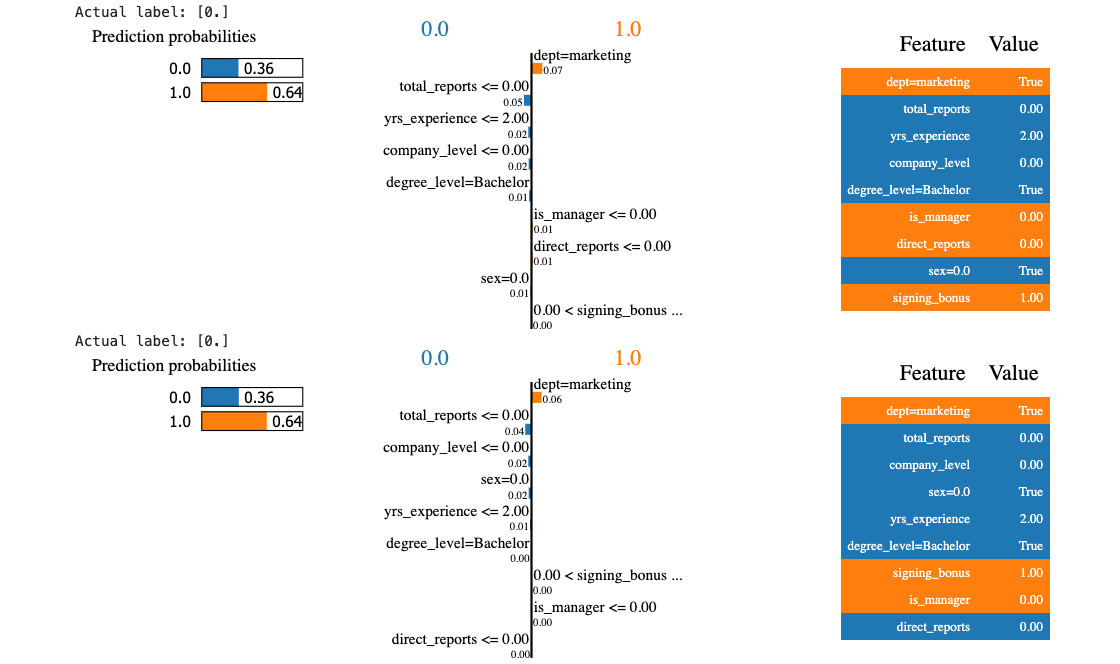 Actual label: [0.]
Prediction probabilities
0.0 0.36
1.0 0.64
0.0 1.0
dept=marketing
0.07
total_reports <= 0.00
0.05
yrs_experience <= 2.00
0.02
company_level <= 0.00
0.02
degree_level=Bachelor
0.01
is_manager <= 0.00
0.01
direct_reports <= 0.00
0.01
sex=0.0
0.01
0.00 < signing_bonus ...
0.00
Feature Value
dept=marketing True
total_reports 0.00
yrs_experience 2.00
company_level 0.00
degree_level=Bachelor True
is_manager 0.00
direct_reports 0.00
sex=0.0 True
signing_bonus 1.00
Actual label: [0.]
Prediction probabilities
0.0 0.36
1.0 0.64
0.0 1.0
dept=marketing
0.06
total_reports <= 0.00
0.04
company_level <= 0.00
0.02
sex=0.0
0.02
yrs_experience <= 2.00
0.01
degree_level=Bachelor
0.00
0.00 < signing_bonus ...
0.00
is_manager <= 0.00
0.00
direct_reports <= 0.00
0.00
Feature Value
dept=marketing True
total_reports 0.00
company_level 0.00
sex=0.0 True
yrs_experience 2.00
degree_level=Bachelor True
signing_bonus 1.00
is_manager 0.00
direct_reports 0.00